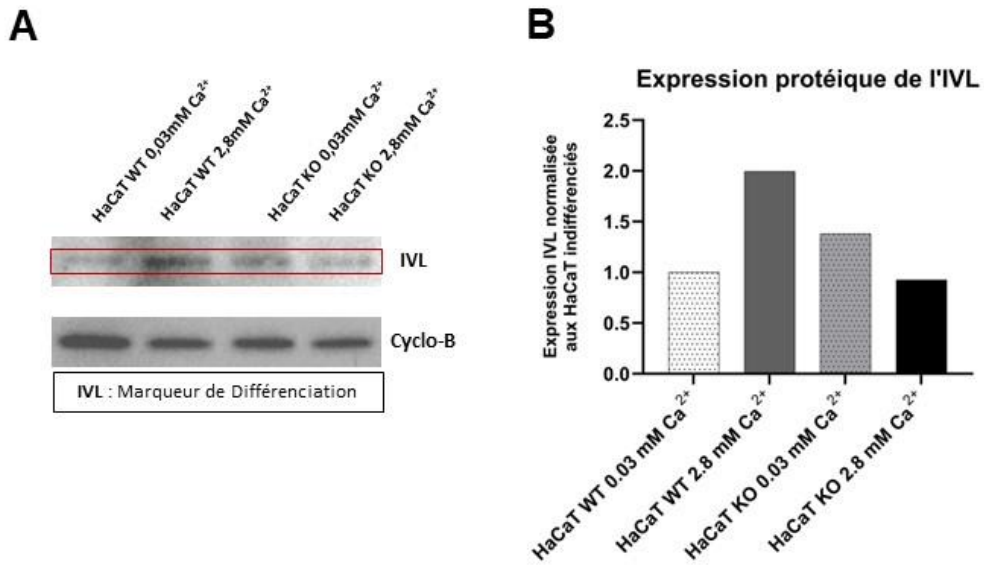 A
HaCaT WT 0,03mM Ca²⁺
HaCaT WT 2,8mM Ca²⁺
HaCaT KO 0,03mM Ca²⁺
HaCaT KO 2,8mM Ca²⁺
IVL
Cyclo-B
IVL : Marqueur de Différenciation
B
Expression protéique de l'IVL
Expression IVL normalisée
aux HaCaT indifférenciés
2.5
2.0
1.5
1.0
0.5
0.0
HaCaT WT 0.03 mM Ca²⁺
HaCaT WT 2.8 mM Ca²⁺
HaCaT KO 0.03 mM Ca²⁺
HaCaT KO 2.8 mM Ca²⁺